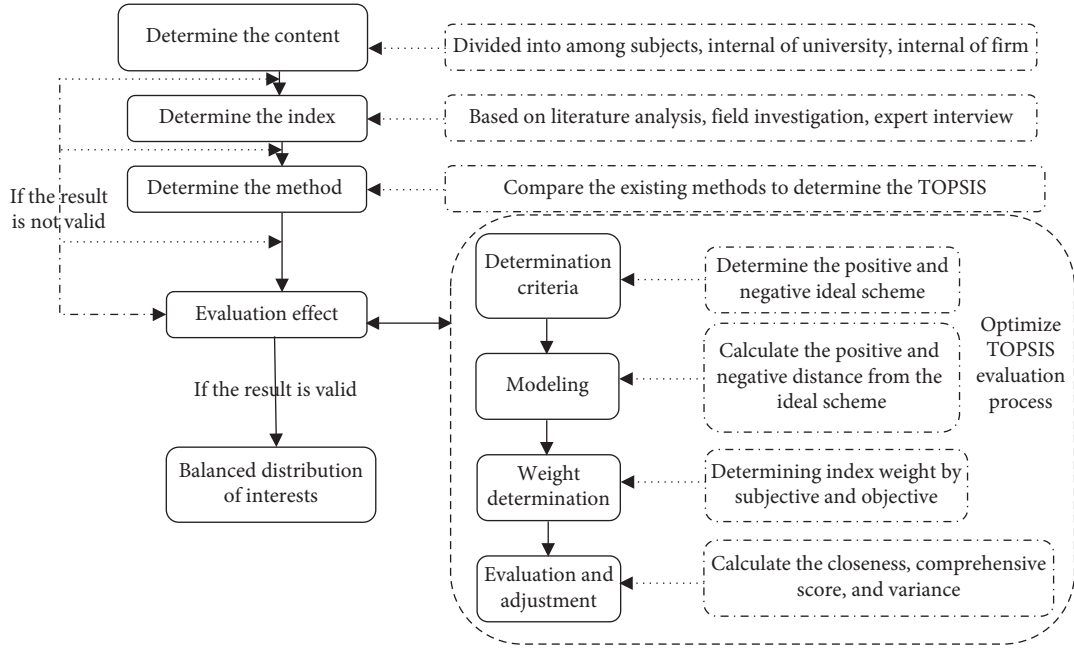 Determine the content
Divided into among subjects, internal of university, internal of firm
Determine the index
Based on literature analysis, field investigation, expert interview
Determine the method
Compare the existing methods to determine the TOPSIS
If the result
is not valid
Evaluation effect
If the result is valid
Balanced distribution
of interests
Determination
criteria
Determine the positive and
negative ideal scheme
Modeling
Calculate the positive and
negative distance from the
ideal scheme
Optimize
TOPSIS
evaluation
process
Weight
determination
Determining index weight by
subjective and objective
Evaluation and
adjustment
Calculate the closeness, comprehensive
score, and variance